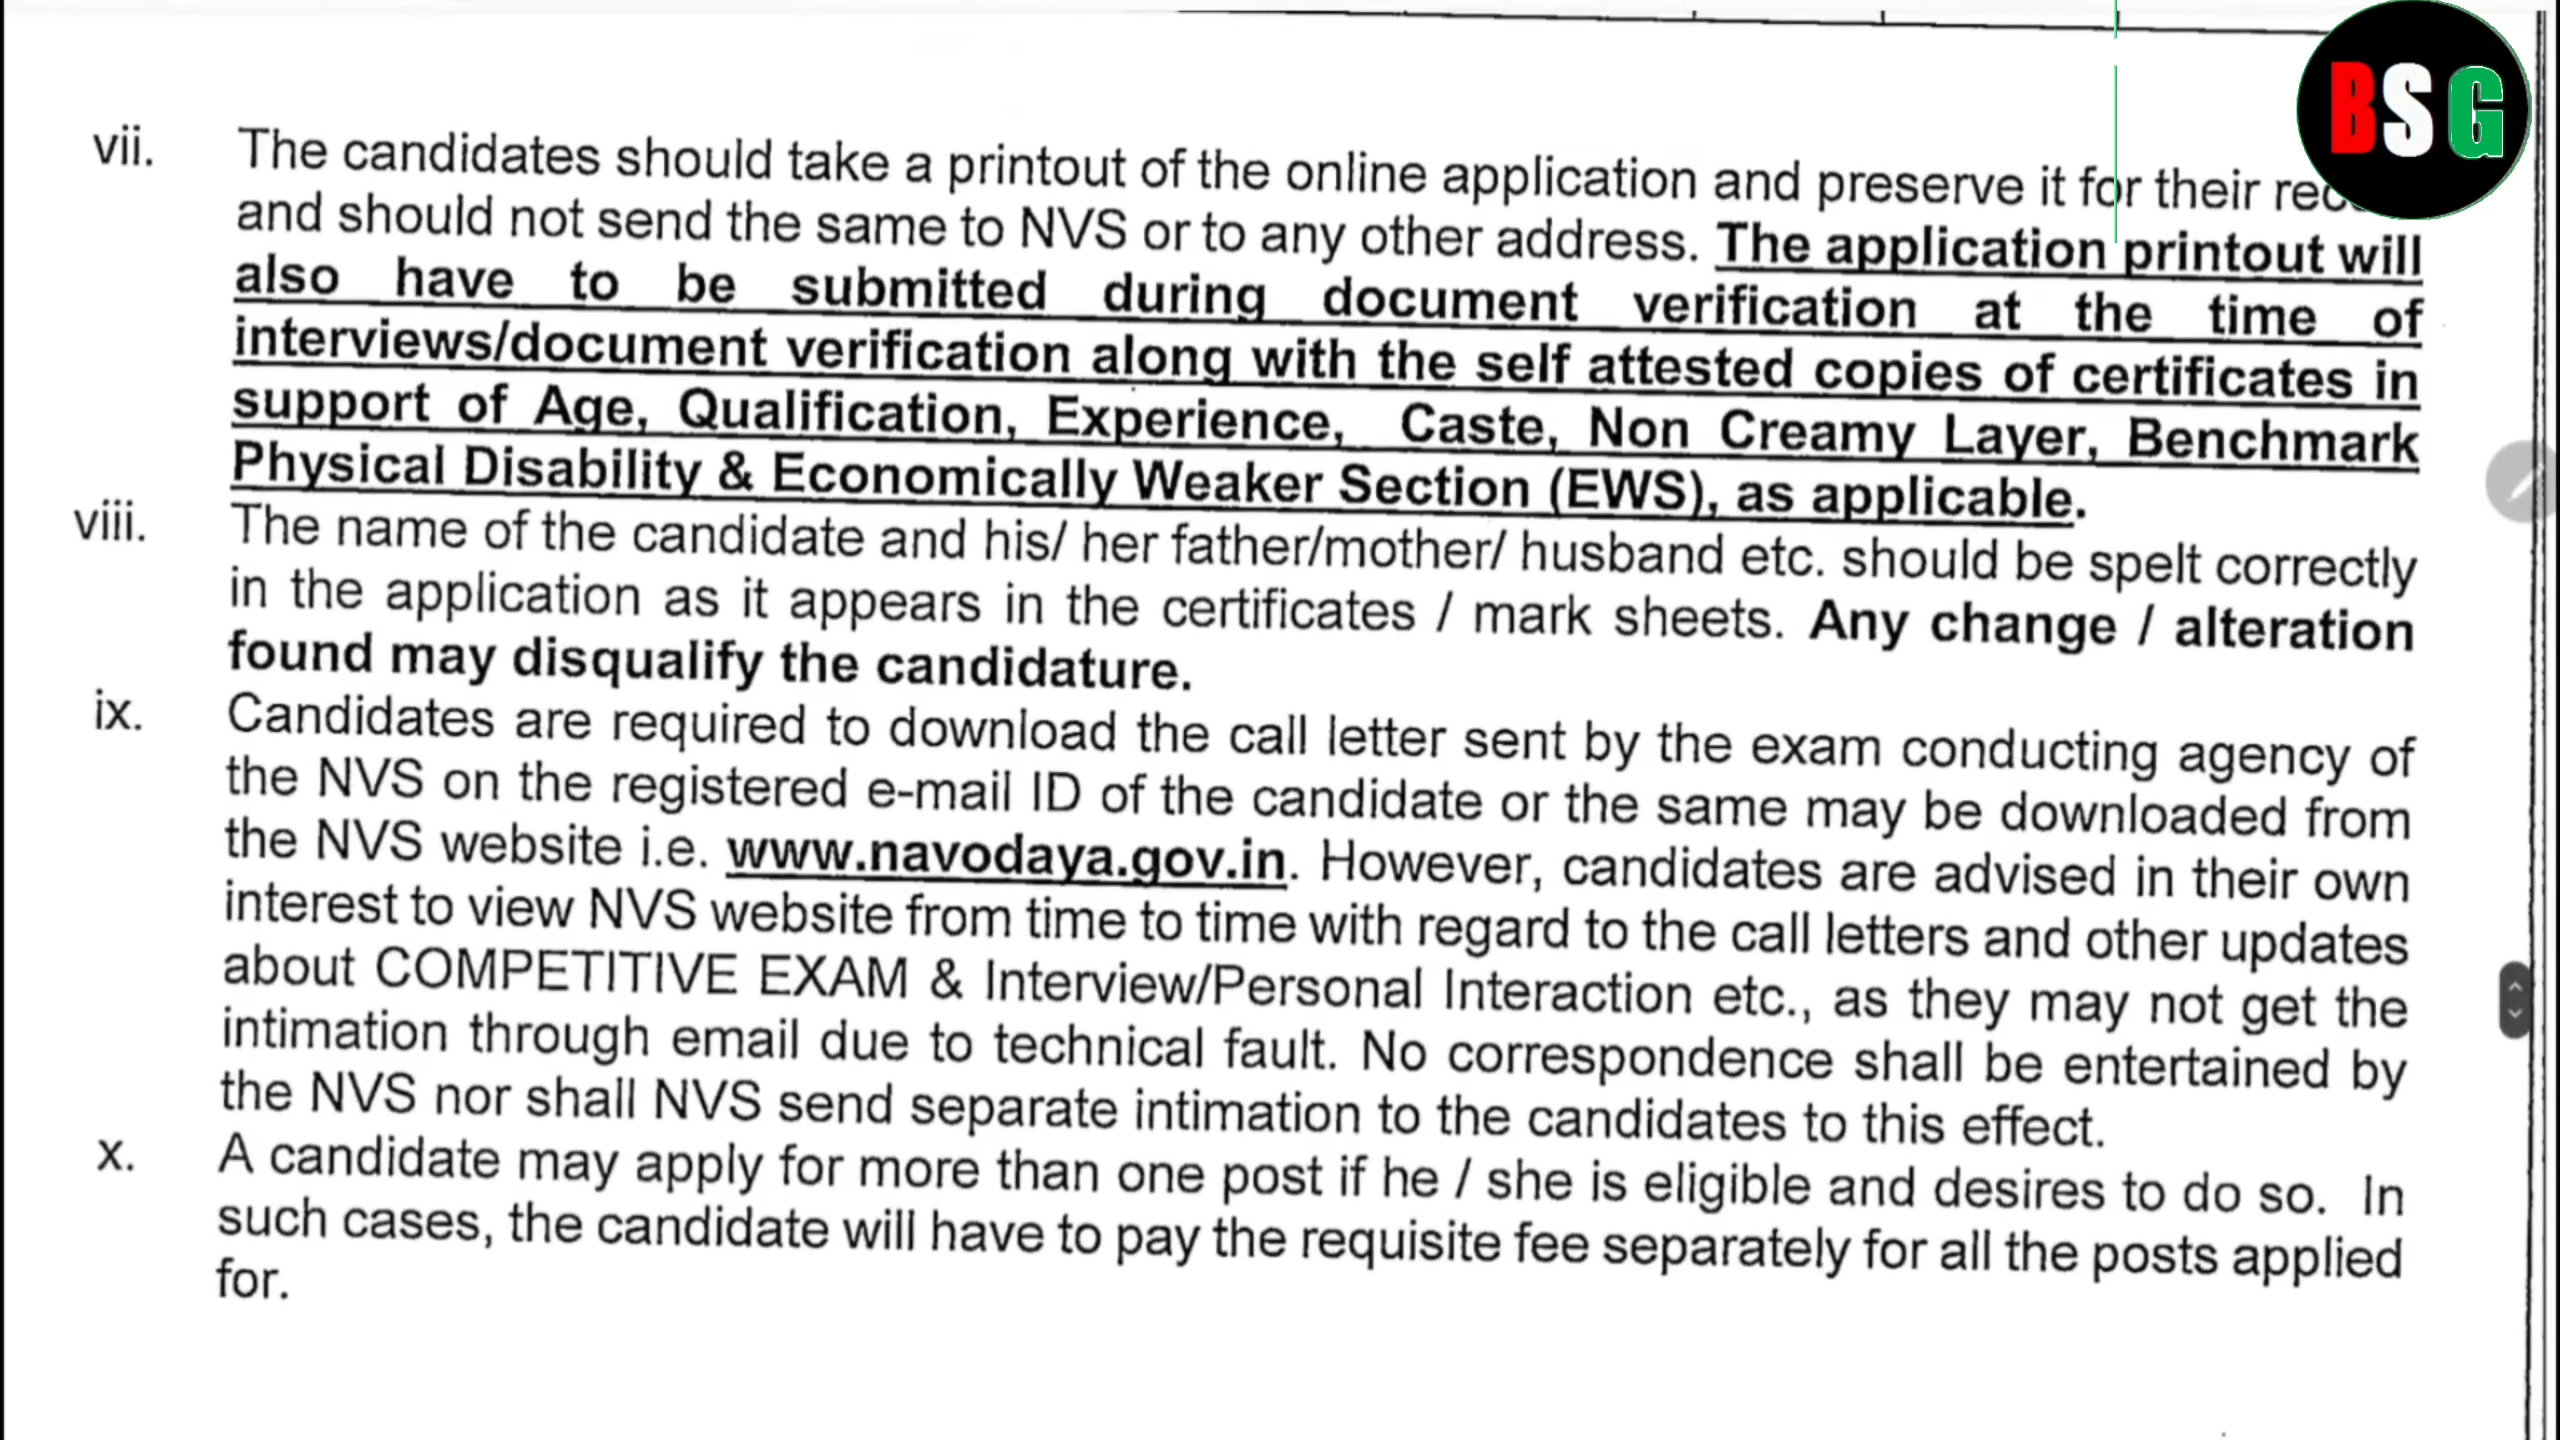 BSG
vii. The candidates should take a printout of the online application and preserve it for their
and should not send the same to NVS or to any other address. The application printout will
also have to be submitted during document verification at the time of
interviews/document verification along with the self attested copies of certificates in
support of Age, Qualification, Experience, Caste, Non Creamy Layer, Benchmark
Physical Disability & Economically Weaker Section (EWS), as applicable.
viii. The name of the candidate and his/ her father/mother/ husband etc. should be spelt correctly
in the application as it appears in the certificates / mark sheets. Any change / alteration
found may disqualify the candidature.
ix. Candidates are required to download the call letter sent by the exam conducting agency of
the NVS on the registered e-mail ID of the candidate or the same may be downloaded from
the NVS website i.e. www.navodaya.gov.in. However, candidates are advised in their own
interest to view NVS website from time to time with regard to the call letters and other updates
about COMPETITIVE EXAM & Interview/Personal Interaction etc., as they may not get the
intimation through email due to technical fault. No correspondence shall be entertained by
the NVS nor shall NVS send separate intimation to the candidates to this effect.
x. A candidate may apply for more than one post if he / she is eligible and desires to do so. In
such cases, the candidate will have to pay the requisite fee separately for all the posts applied
for.